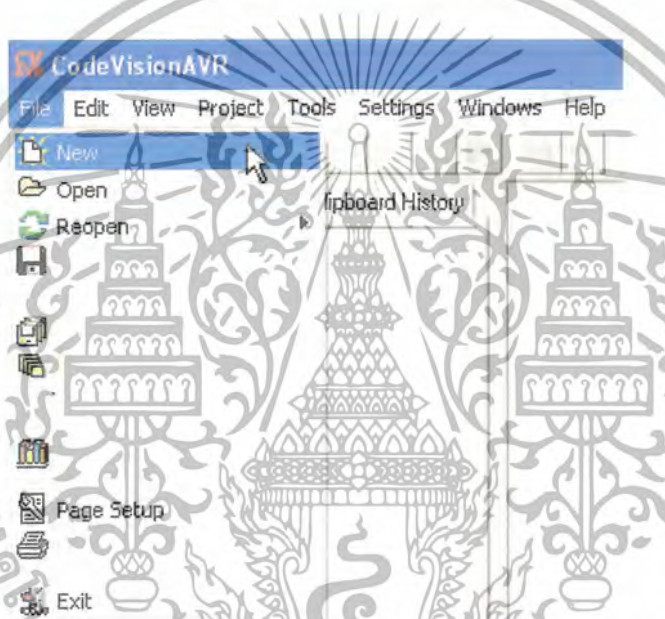 CodeVisionAVR
File Edit View Project Tools Settings Windows Help
New
Open
lipboard History
Reopen
Page Setup
Exit